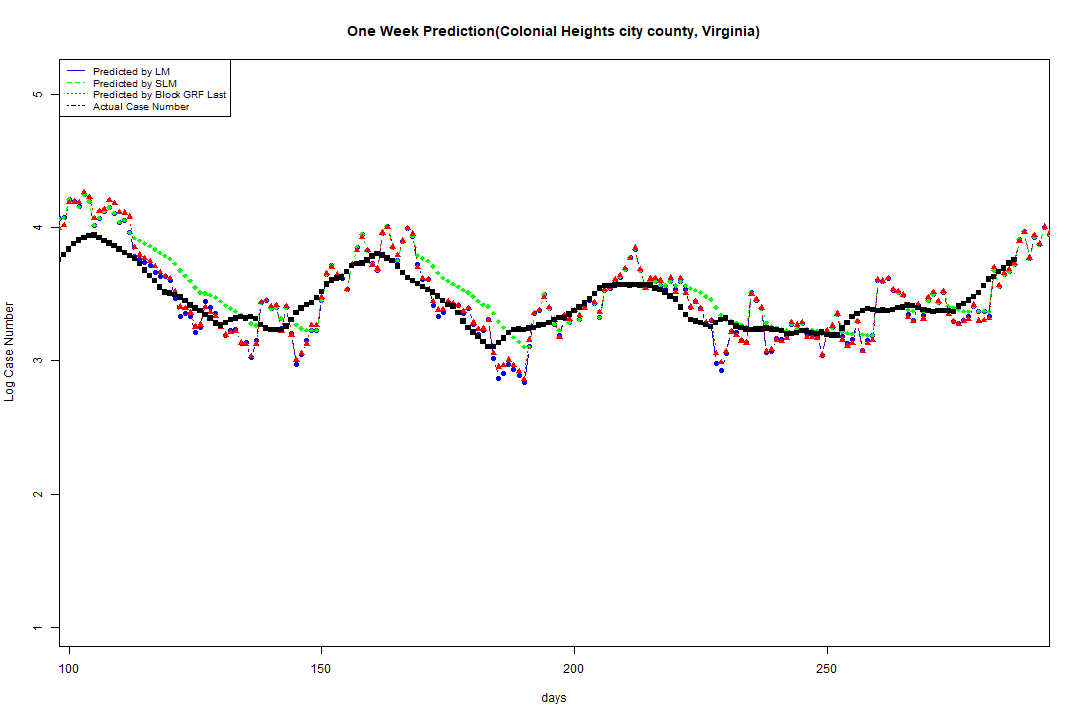 One Week Prediction(Colonial Heights city county, Virginia)
Predicted by LM
Predicted by SLM
Predicted by Block GRF Last
Actual Case Number
5
4
3
2
1
Log Case Number
100 150 200 250
days